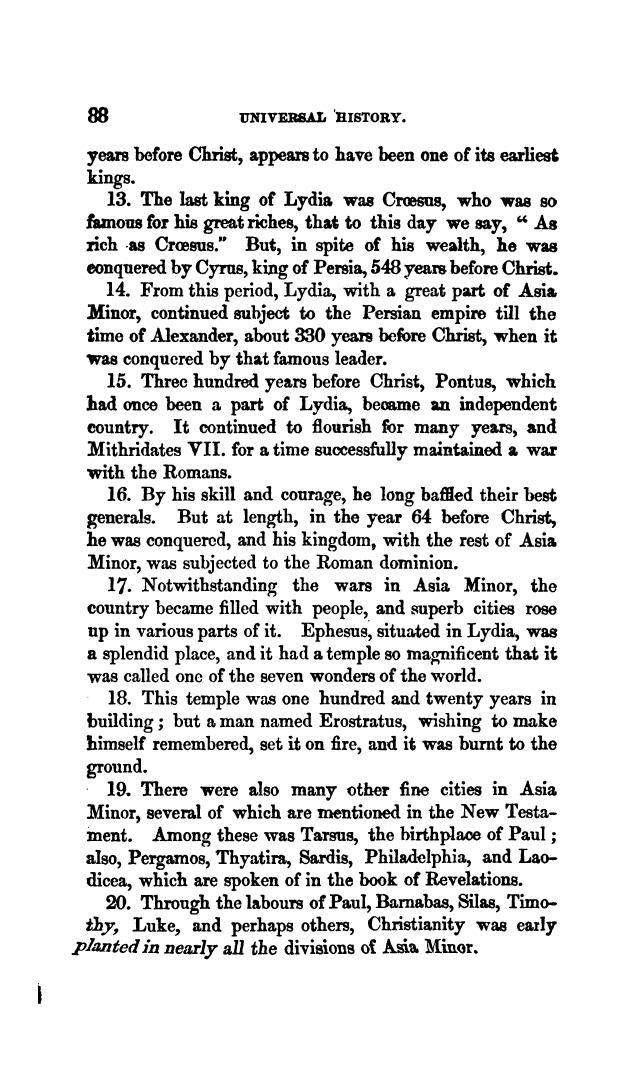 88 UNIVERSAL HISTORY.
years before Christ, appears to have been one of its earliest
kings.
13. The last king of Lydia was Crœsus, who was so
famous for his great riches, that to this day we say, “ As
rich as Crœsus.” But, in spite of his wealth, he was
conquered by Cyrus, king of Persia, 548 years before Christ.
14. From this period, Lydia, with a great part of Asia
Minor, continued subject to the Persian empire till the
time of Alexander, about 330 years before Christ, when it
was conquered by that famous leader.
15. Three hundred years before Christ, Pontus, which
had once been a part of Lydia, became an independent
country. It continued to flourish for many years, and
Mithridates VII. for a time successfully maintained a war
with the Romans.
16. By his skill and courage, he long baffled their best
generals. But at length, in the year 64 before Christ,
he was conquered, and his kingdom, with the rest of Asia
Minor, was subjected to the Roman dominion.
17. Notwithstanding the wars in Asia Minor, the
country became filled with people, and superb cities rose
up in various parts of it. Ephesus, situated in Lydia, was
a splendid place, and it had a temple so magnificent that it
was called one of the seven wonders of the world.
18. This temple was one hundred and twenty years in
building ; but a man named Erostratus, wishing to make
himself remembered, set it on fire, and it was burnt to the
ground.
19. There were also many other fine cities in Asia
Minor, several of which are mentioned in the New Testa-
ment. Among these was Tarsus, the birthplace of Paul ;
also, Pergamos, Thyatira, Sardis, Philadelphia, and Lao-
dicea, which are spoken of in the book of Revelations.
20. Through the labours of Paul, Barnabas, Silas, Timo-
thy, Luke, and perhaps others, Christianity was early
planted in nearly all the divisions of Asia Minor.